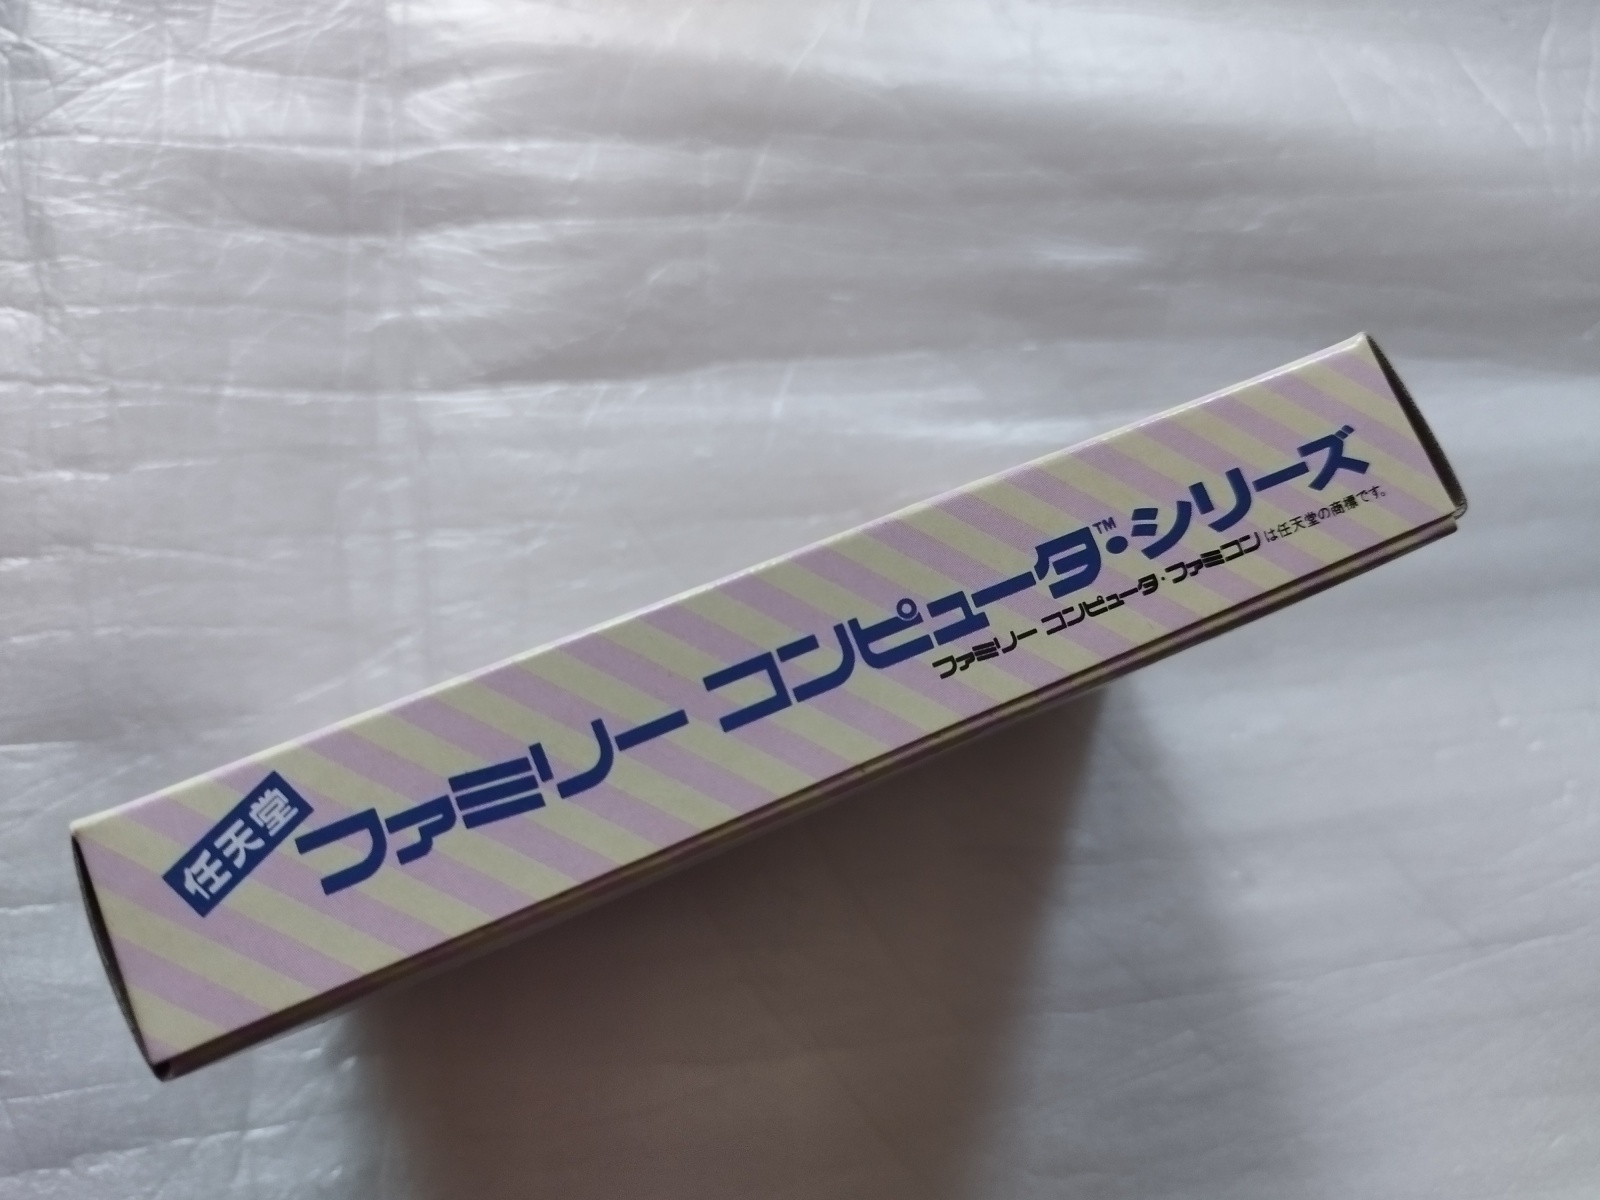 任天堂
ファミリー コンピュータ™・シリーズ
ファミリー コンピュータ・ファミコンは任天堂の商標です。